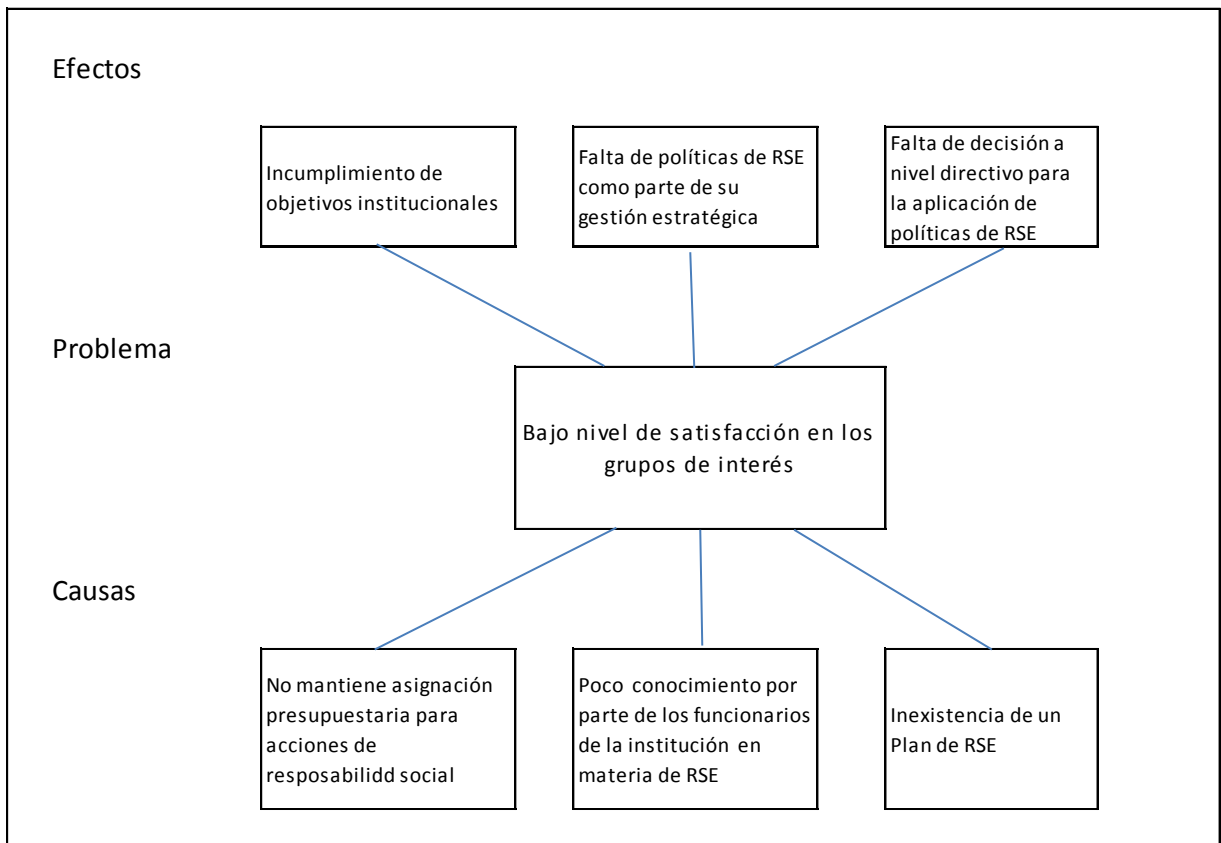 Efectos
Incumplimiento de
objetivos institucionales
Falta de políticas de RSE
como parte de su
gestión estratégica
Falta de decisión a
nivel directivo para
la aplicación de
políticas de RSE
Problema
Bajo nivel de satisfacción en los
grupos de interés
Causas
No mantiene asignación
presupuestaria para
acciones de
resposabilidd social
Poco conocimiento por
parte de los funcionarios
de la institución en
materia de RSE
Inexistencia de un
Plan de RSE